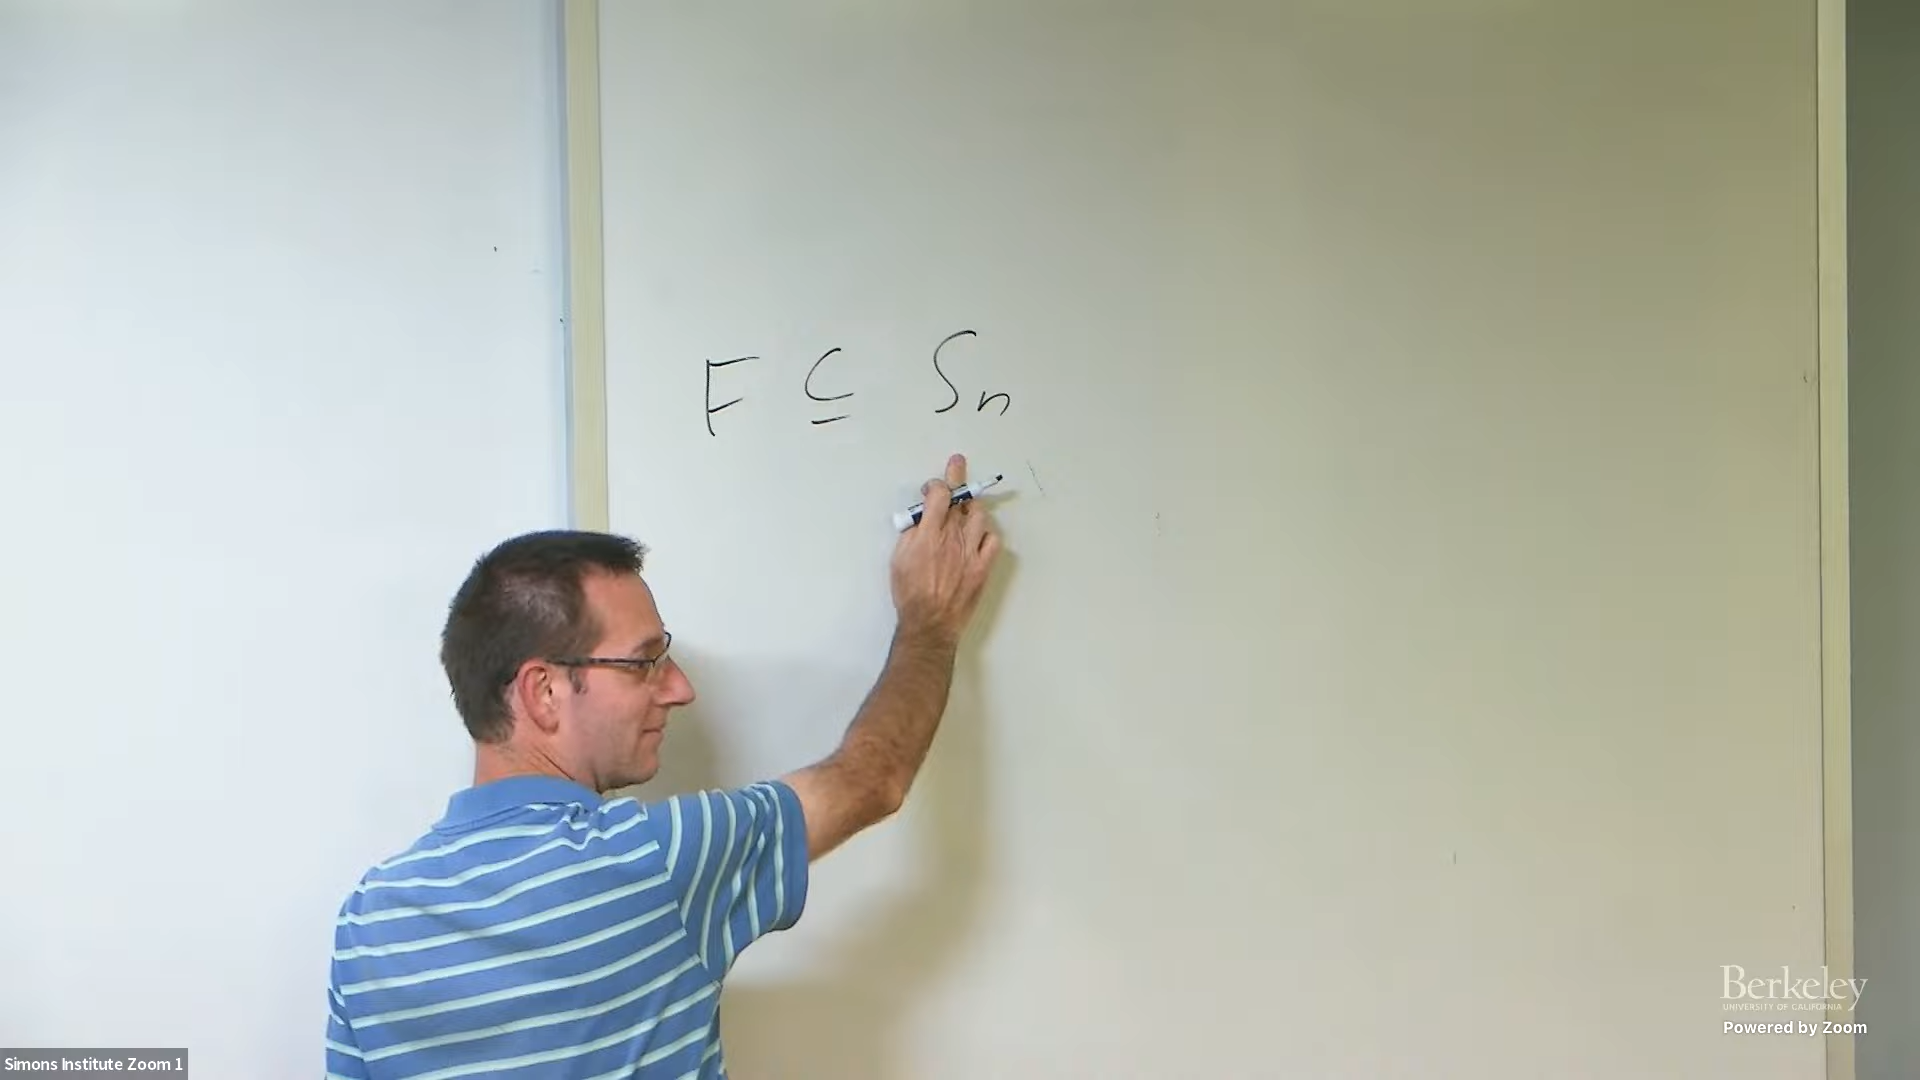 F ⊆ Sn
Berkeley
UNIVERSITY OF CALIFORNIA
Powered by Zoom
Simons Institute Zoom 1